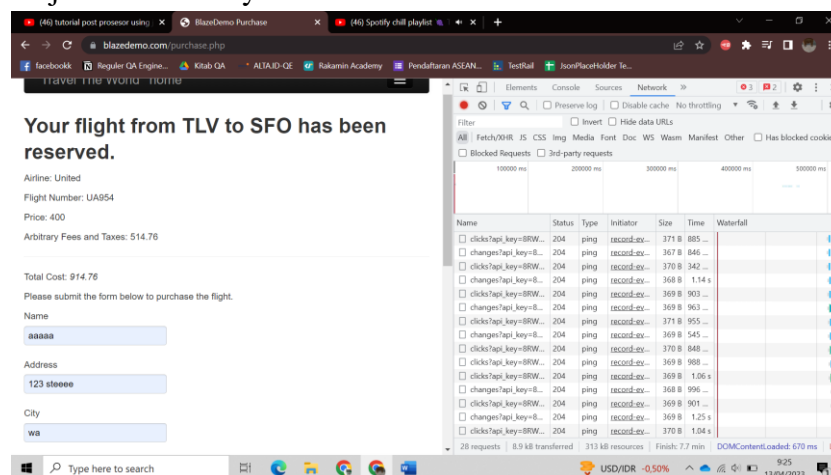 (46) tutorial post prosesor using
BlazeDemo Purchase
(46) Spotify chill playlist
blazedemo.com/purchase.php
facebookk
Reguler QA Engine...
Kitab QA
ALTAJD-QE
Rakamin Academy
Pendaftaran ASEAN...
TestRail
JsonPlaceHolder Te...
Travel The World
home
Your flight from TLV to SFO has been
reserved.
Airline: United
Flight Number: UA954
Price: 400
Arbitrary Fees and Taxes: 514.76
Total Cost: 914.76
Please submit the form below to purchase the flight.
Name
aaaaa
Address
123 steeee
City
wa
Elements Console Sources Network » 3 2
Preserve log Disable cache No throttling
Filter Invert Hide data URLs
All Fetch/XHR JS CSS Img Media Font Doc WS Wasm Manifest Other Has blocked cookie
Blocked Requests 3rd-party requests
100000 ms 200000 ms 300000 ms 400000 ms 500000 ms
Name Status Type Initiator Size Time Waterfall
clicks?api_key=8RW... 204 ping record-ev... 371 B 885 ...
changes?api_key=8... 204 ping record-ev... 367 B 846 ...
clicks?api_key=8RW... 204 ping record-ev... 370 B 342 ...
changes?api_key=8... 204 ping record-ev... 368 B 1.14 s
clicks?api_key=8RW... 204 ping record-ev... 369 B 903 ...
changes?api_key=8... 204 ping record-ev... 369 B 963 ...
clicks?api_key=8RW... 204 ping record-ev... 371 B 955 ...
changes?api_key=8... 204 ping record-ev... 369 B 545 ...
clicks?api_key=8RW... 204 ping record-ev... 370 B 848 ...
clicks?api_key=8RW... 204 ping record-ev... 369 B 988 ...
clicks?api_key=8RW... 204 ping record-ev... 369 B 1.06 s
changes?api_key=8... 204 ping record-ev... 368 B 996 ...
clicks?api_key=8RW... 204 ping record-ev... 369 B 901 ...
changes?api_key=8... 204 ping record-ev... 369 B 1.25 s
clicks?api_key=8RW... 204 ping record-ev... 370 B 1.04 s
28 requests 8.9 kB transferred 313 kB resources Finish: 7.7 min DOMContentLoaded: 670 ms
Type here to search
USD/IDR -0,50%
9:25
13/04/2023